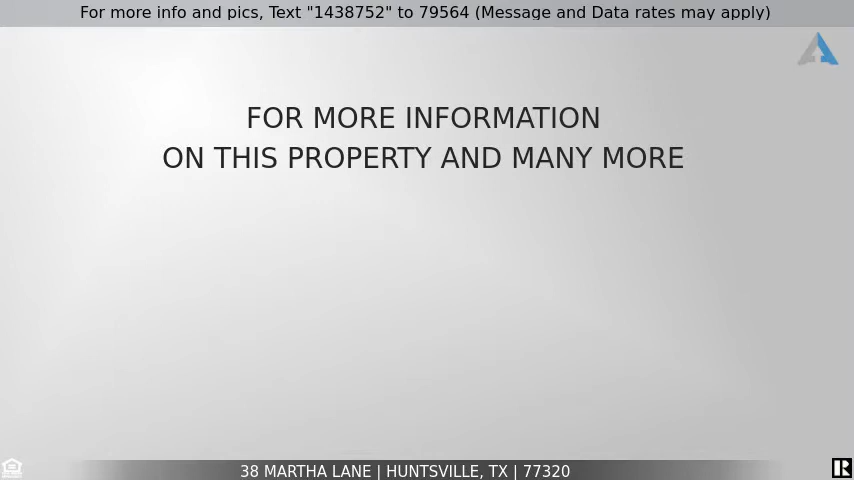 For more info and pics, Text "1438752" to 79564 (Message and Data rates may apply)
FOR MORE INFORMATION
ON THIS PROPERTY AND MANY MORE
38 MARTHA LANE | HUNTSVILLE, TX | 77320